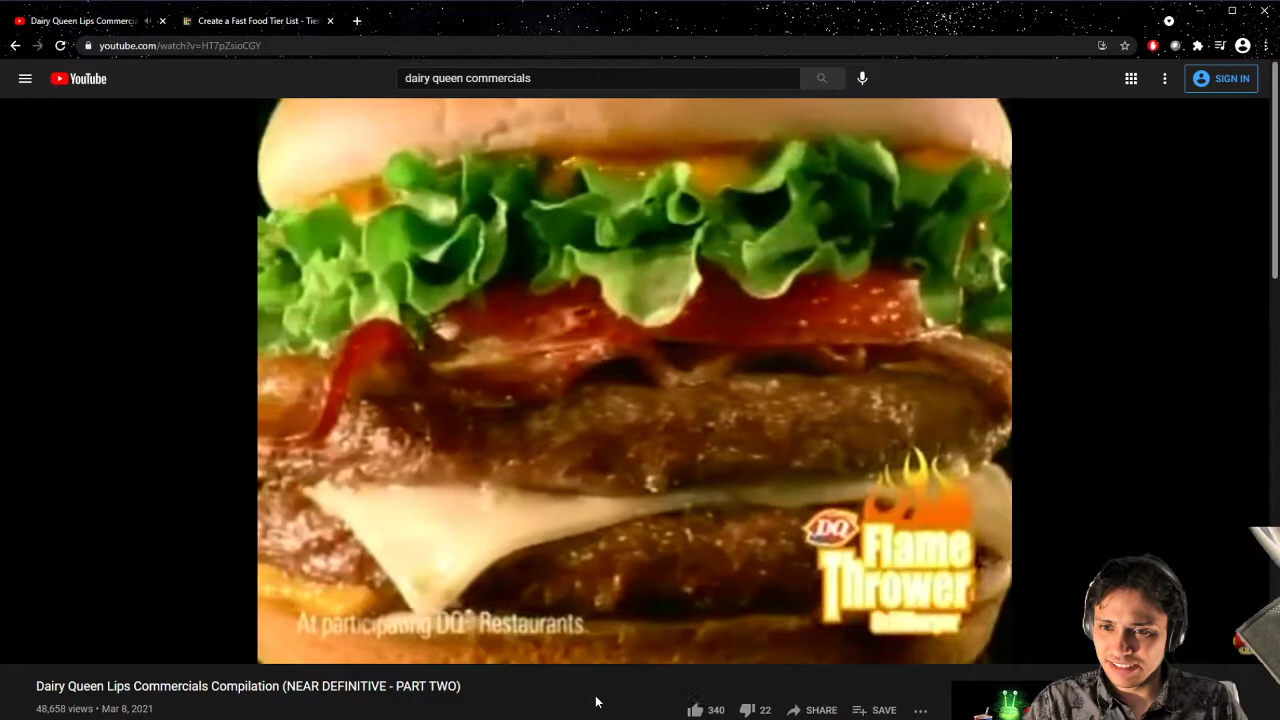 Dairy Queen Lips Commerci
Create a Fast Food Tier List - Tier
youtube.com/watch?v=HT7pZsioCGY
YouTube
dairy queen commercials
SIGN IN
DQ
Flame
Thrower
GrillBurger
At participating DQ® Restaurants
Dairy Queen Lips Commercials Compilation (NEAR DEFINITIVE - PART TWO)
48,658 views • Mar 8, 2021
340
22
SHARE
SAVE